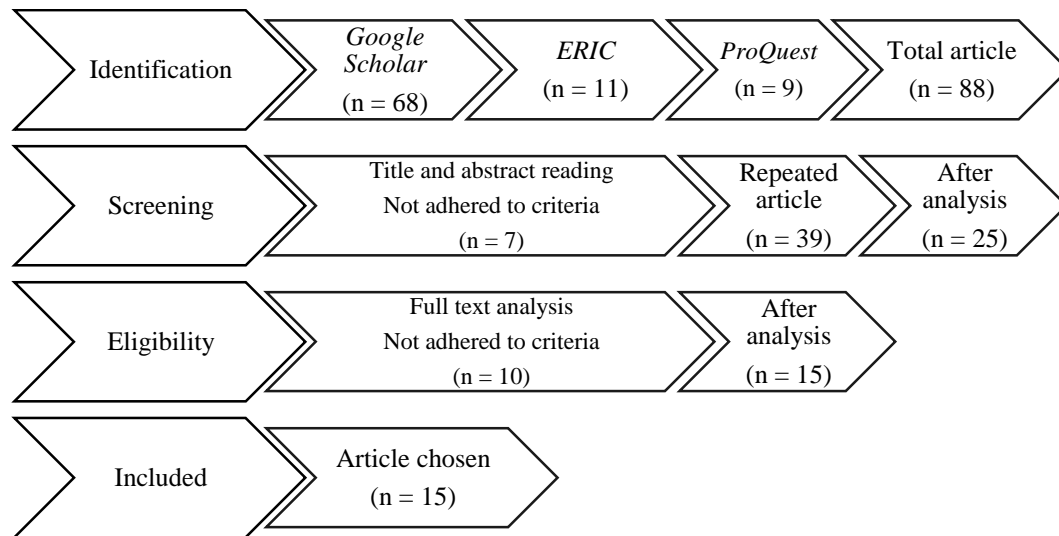 Identification
Google
Scholar
(n = 68)
ERIC
(n = 11)
ProQuest
(n = 9)
Total article
(n = 88)
Screening
Title and abstract reading
Not adhered to criteria
(n = 7)
Repeated
article
(n = 39)
After
analysis
(n = 25)
Eligibility
Full text analysis
Not adhered to criteria
(n = 10)
After
analysis
(n = 15)
Included
Article chosen
(n = 15)